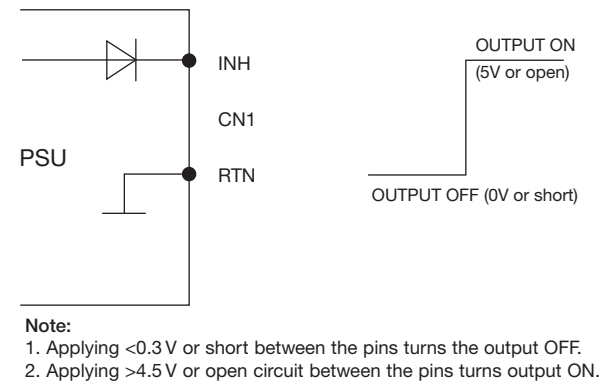 INH
CN1
PSU
RTN
OUTPUT ON
(5V or open)
OUTPUT OFF (0V or short)
Note:
1. Applying <0.3 V or short between the pins turns the output OFF.
2. Applying >4.5 V or open circuit between the pins turns output ON.